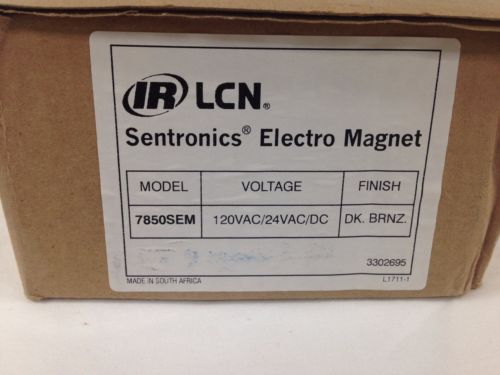 IR LCN®
Sentronics® Electro Magnet
MODEL VOLTAGE FINISH
7850SEM 120VAC/24VAC/DC DK. BRNZ.
3302695
MADE IN SOUTH AFRICA L1711-1